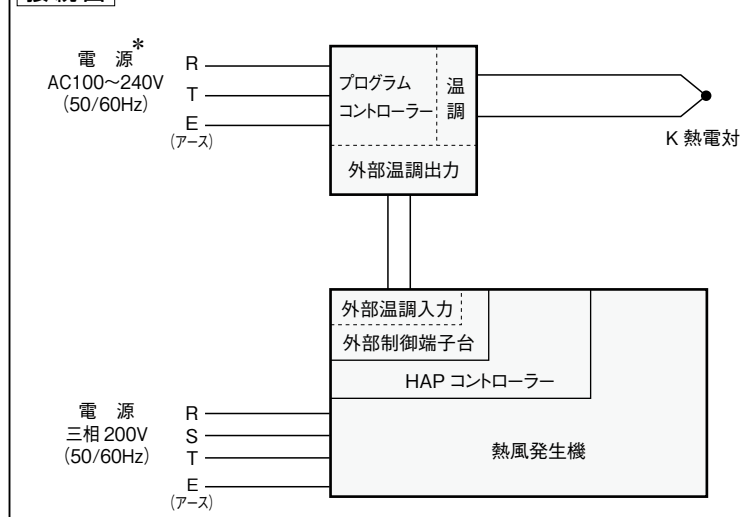 接続図
電 源*
AC100~240V
(50/60Hz)
R
T
E
(アース)
プログラム
コントローラー
温
調
外部温調出力
K 熱電対
外部温調入力
外部制御端子台
HAP コントローラー
熱風発生機
電 源
三相 200V
(50/60Hz)
R
S
T
E
(アース)